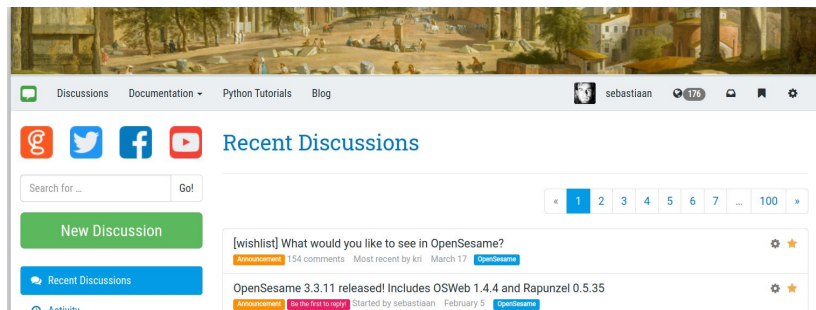 Discussions Documentation Python Tutorials Blog sebastiaan 176
Recent Discussions
Search for ... Go!
« 1 2 3 4 5 6 7 ... 100 »
New Discussion
[wishlist] What would you like to see in OpenSesame?
Announcement 154 comments Most recent by kri March 17 OpenSesame
Recent Discussions
OpenSesame 3.3.11 released! Includes OSWeb 1.4.4 and Rapunzel 0.5.35
Announcement Be the first to reply! Started by sebastiaan February 5 OpenSesame
Activity